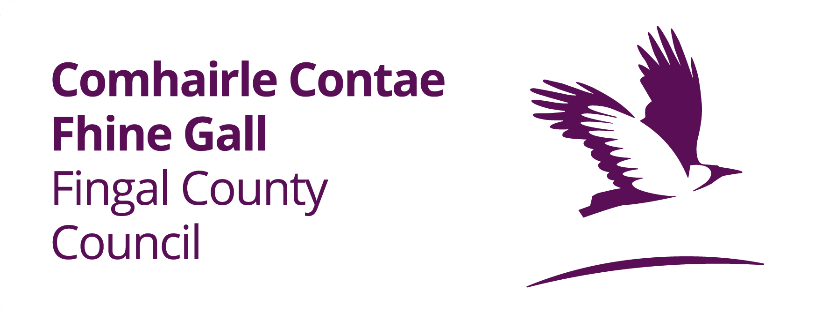 Comhairle Contae
Fhine Gall
Fingal County
Council